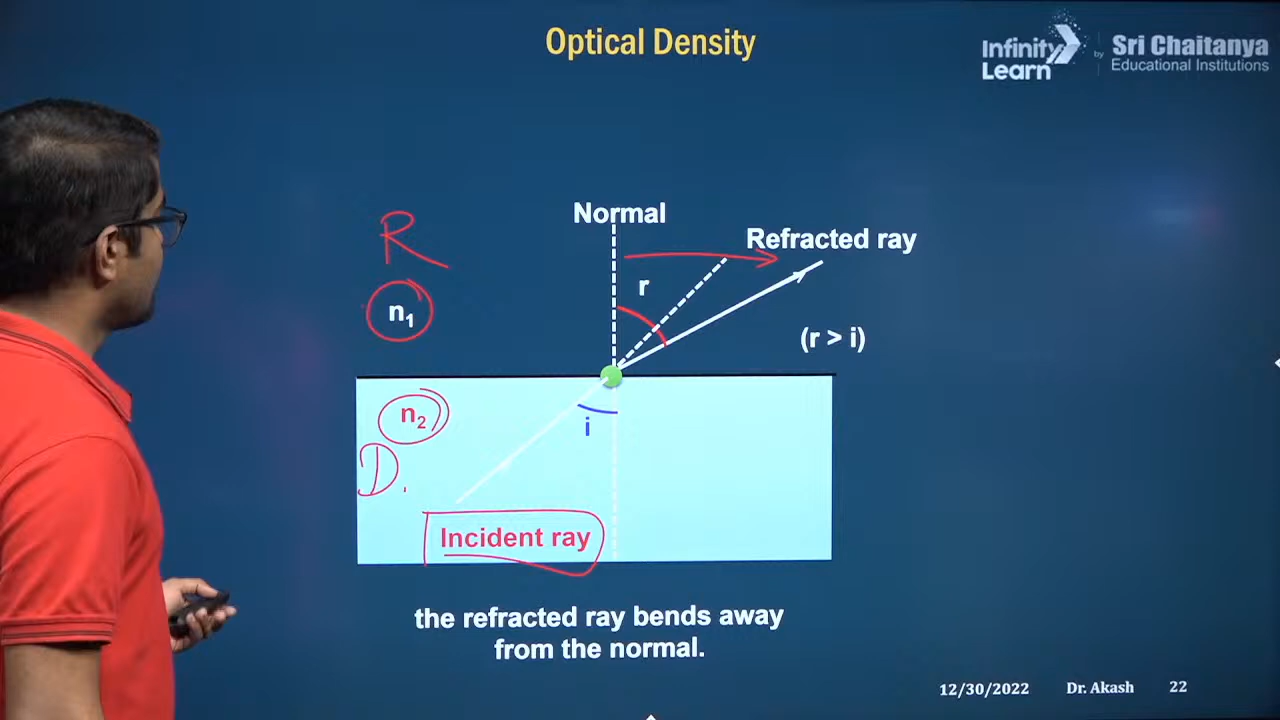 Optical Density
Infinity
Learn
by
Sri Chaitanya
Educational Institutions
Normal
Refracted ray
R
r
n₁
(r > i)
n₂
i
D.
Incident ray
the refracted ray bends away
from the normal.
12/30/2022 Dr. Akash 22